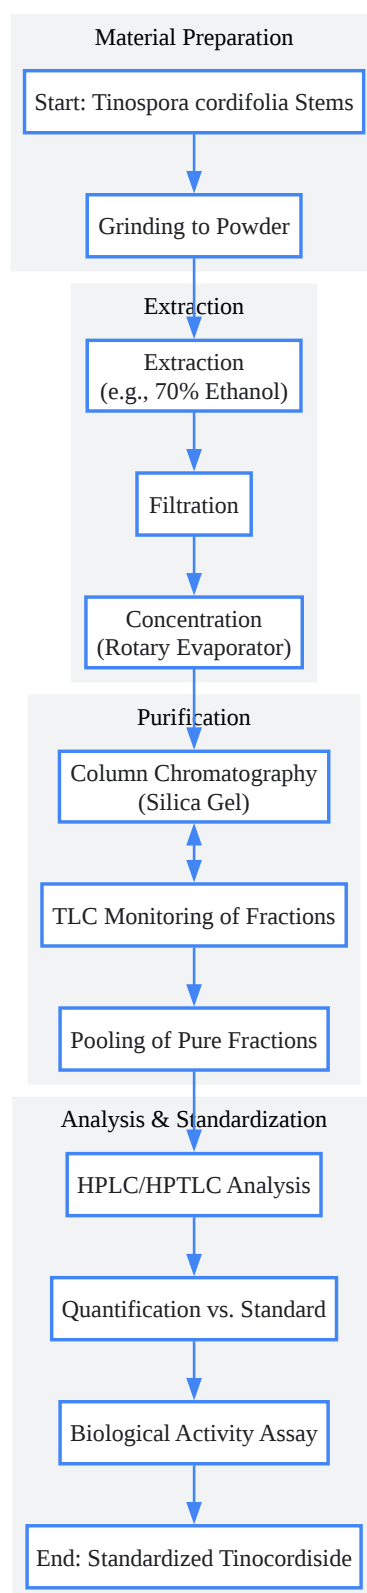 Material Preparation
Start: Tinospora cordifolia Stems
Grinding to Powder
Extraction
Extraction
(e.g., 70% Ethanol)
Filtration
Concentration
(Rotary Evaporator)
Purification
Column Chromatography
(Silica Gel)
TLC Monitoring of Fractions
Pooling of Pure Fractions
Analysis & Standardization
HPLC/HPTLC Analysis
Quantification vs. Standard
Biological Activity Assay
End: Standardized Tinocordiside